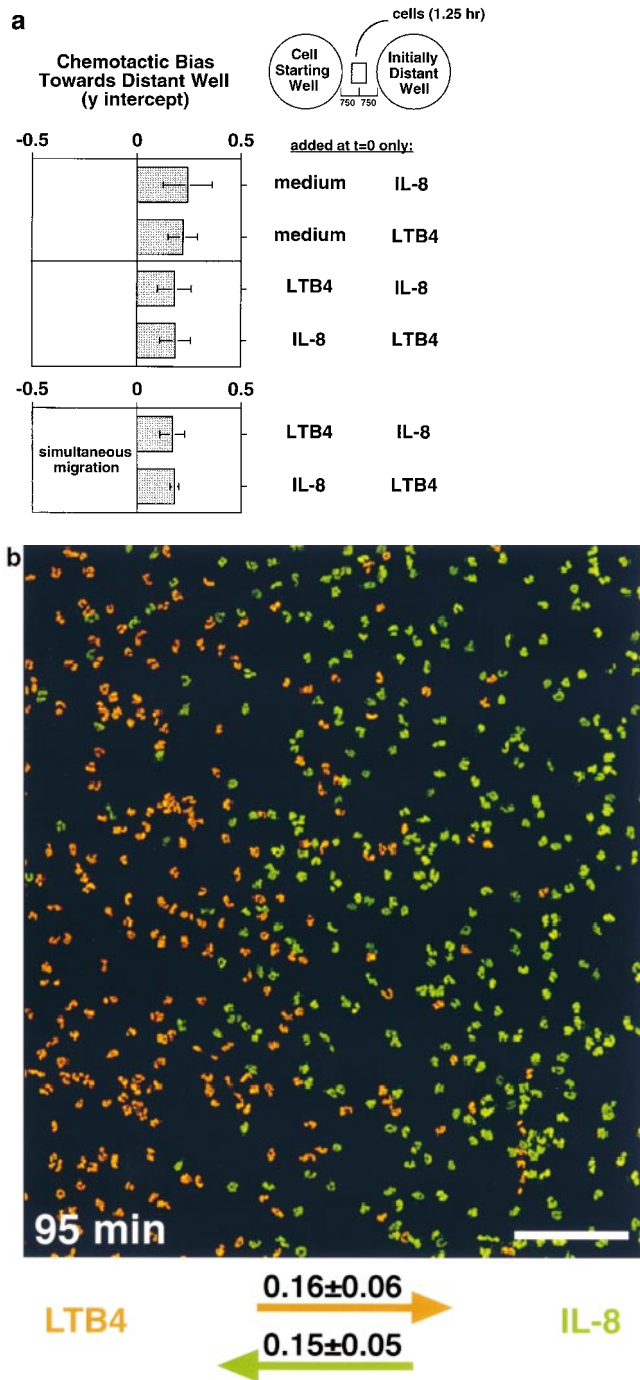 a
Chemotactic Bias
Towards Distant Well
(y intercept)
cells (1.25 hr)
Cell
Starting
Well
Initially
Distant
Well
750 750
added at t=0 only:
-0.5 0 0.5
medium IL-8
medium LTB4
LTB4 IL-8
IL-8 LTB4
-0.5 0 0.5
simultaneous
migration
LTB4 IL-8
IL-8 LTB4
b
95 min
0.16±0.06
LTB4 IL-8
0.15±0.05